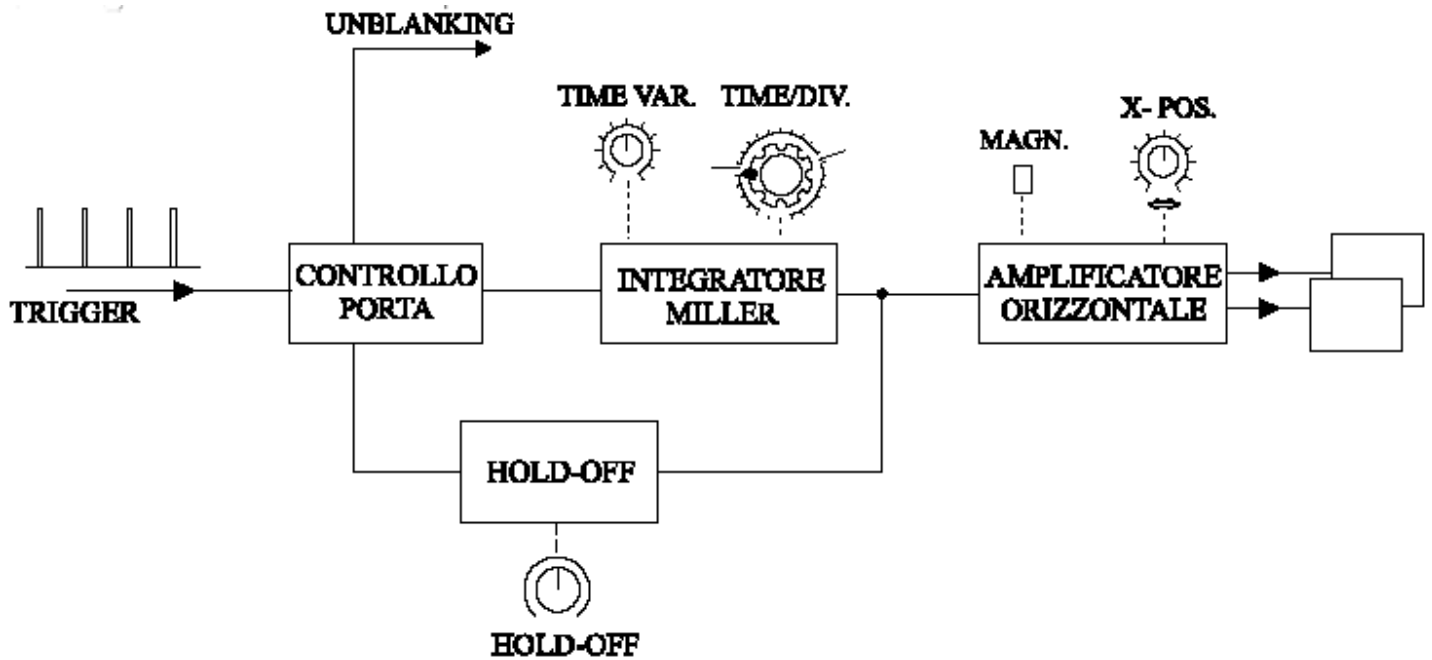 UNBLANKING
TIME VAR.
TIME/DIV.
X- POS.
MAGN.
TRIGGER
CONTROLLO
PORTA
INTEGRATORE
MILLER
AMPLIFICATORE
ORIZZONTALE
HOLD-OFF
HOLD-OFF